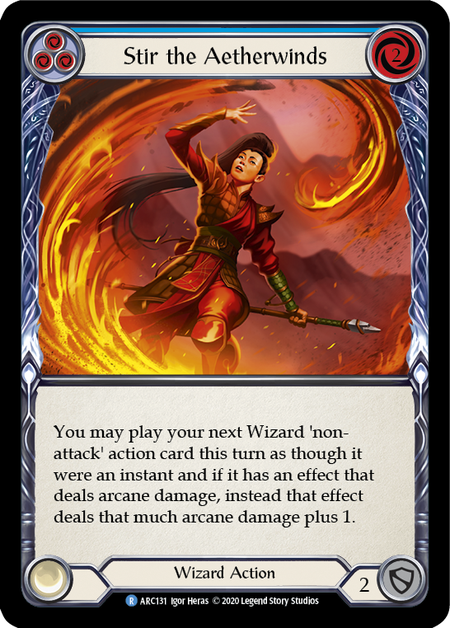 Stir the Aetherwinds
2
You may play your next Wizard 'non-
attack' action card this turn as though it
were an instant and if it has an effect that
deals arcane damage, instead that effect
deals that much arcane damage plus 1.
Wizard Action
2
R ARC131 Igor Heras © 2020 Legend Story Studios